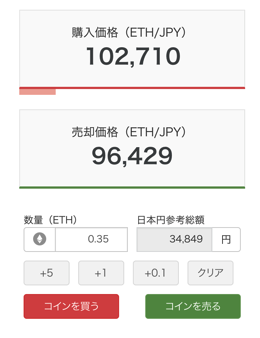 購入価格（ETH/JPY）
102,710
売却価格（ETH/JPY）
96,429
数量（ETH） 日本円参考総額
0.35 34,849 円
+5 +1 +0.1 クリア
コインを買う コインを売る